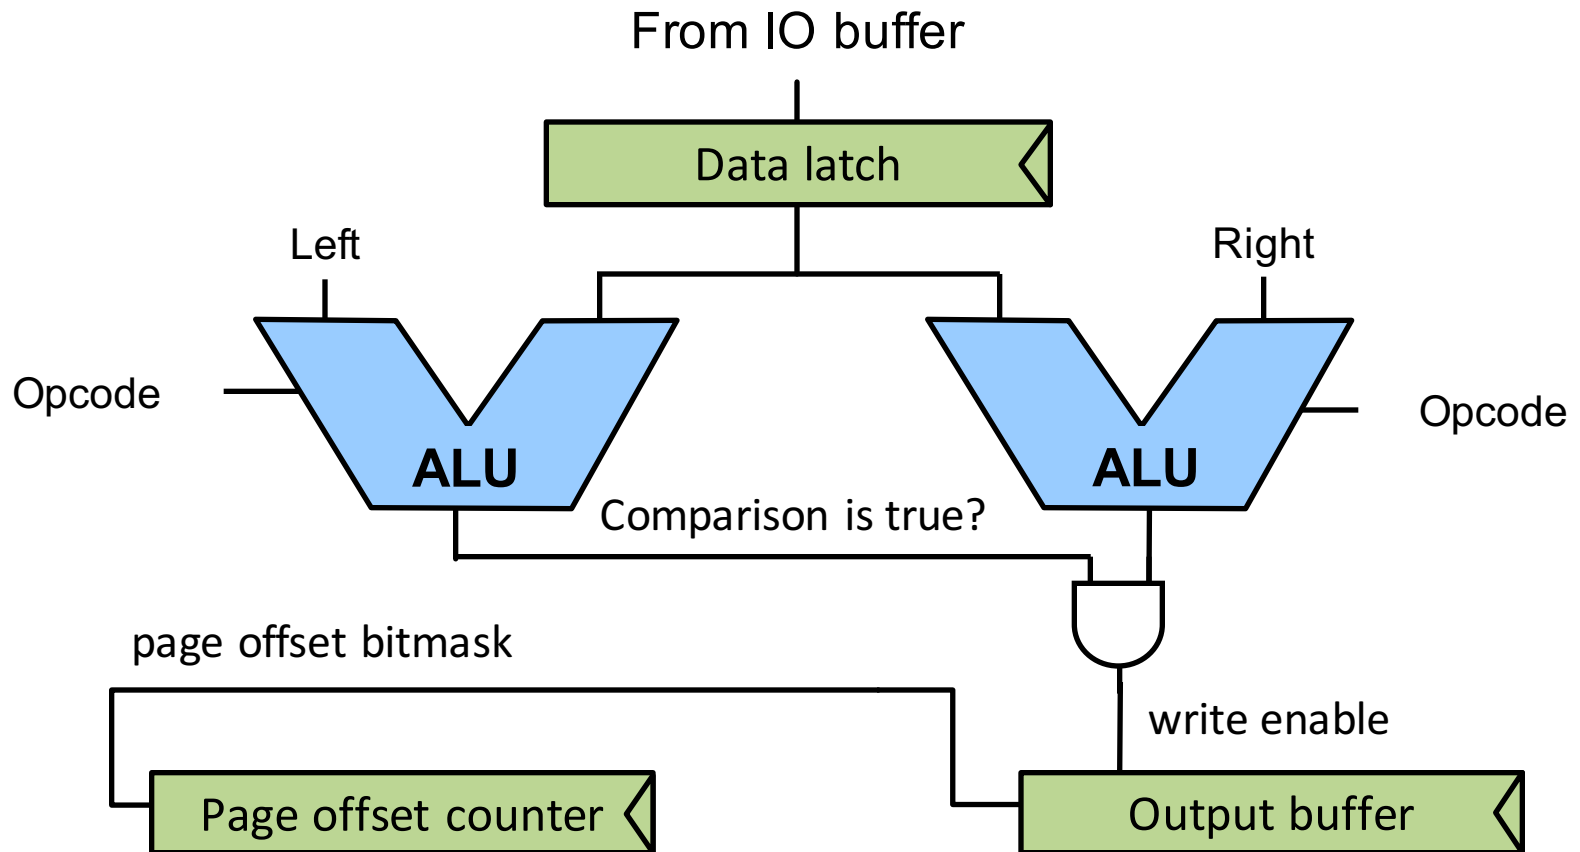 From IO buffer
Data latch
Left
Right
Opcode
Opcode
ALU
ALU
Comparison is true?
page offset bitmask
write enable
Page offset counter
Output buffer